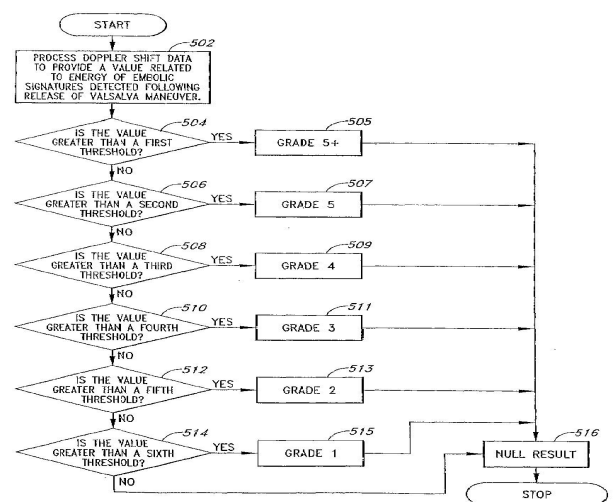 START
502
PROCESS DOPPLER SHIFT DATA
TO PROVIDE A VALUE RELATED
TO ENERGY OF EMBOLIC
SIGNATURES DETECTED FOLLOWING
RELEASE OF VALSALVA MANEUVER.
504
IS THE VALUE
GREATER THAN A FIRST
THRESHOLD?
YES
505
GRADE 5+
NO
506
IS THE VALUE
GREATER THAN A SECOND
THRESHOLD?
YES
507
GRADE 5
NO
508
IS THE VALUE
GREATER THAN A THIRD
THRESHOLD?
YES
509
GRADE 4
NO
510
IS THE VALUE
GREATER THAN A FOURTH
THRESHOLD?
YES
511
GRADE 3
NO
512
IS THE VALUE
GREATER THAN A FIFTH
THRESHOLD?
YES
513
GRADE 2
NO
514
IS THE VALUE
GREATER THAN A SIXTH
THRESHOLD?
YES
515
GRADE 1
NO
516
NULL RESULT
STOP